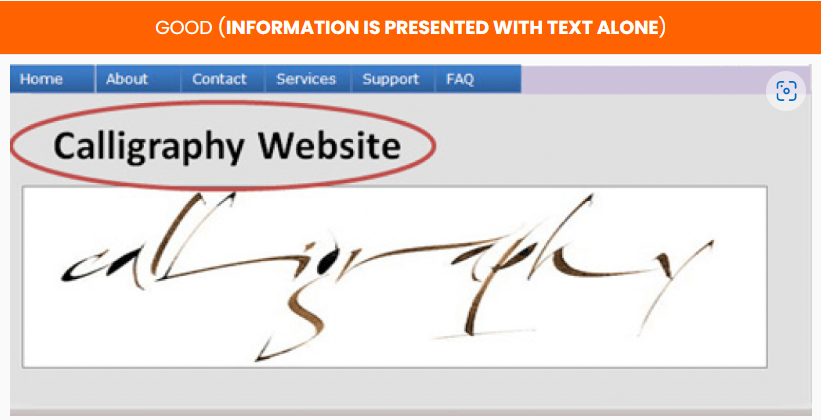 GOOD (INFORMATION IS PRESENTED WITH TEXT ALONE)
Home About Contact Services Support FAQ
Calligraphy Website
calligraphy